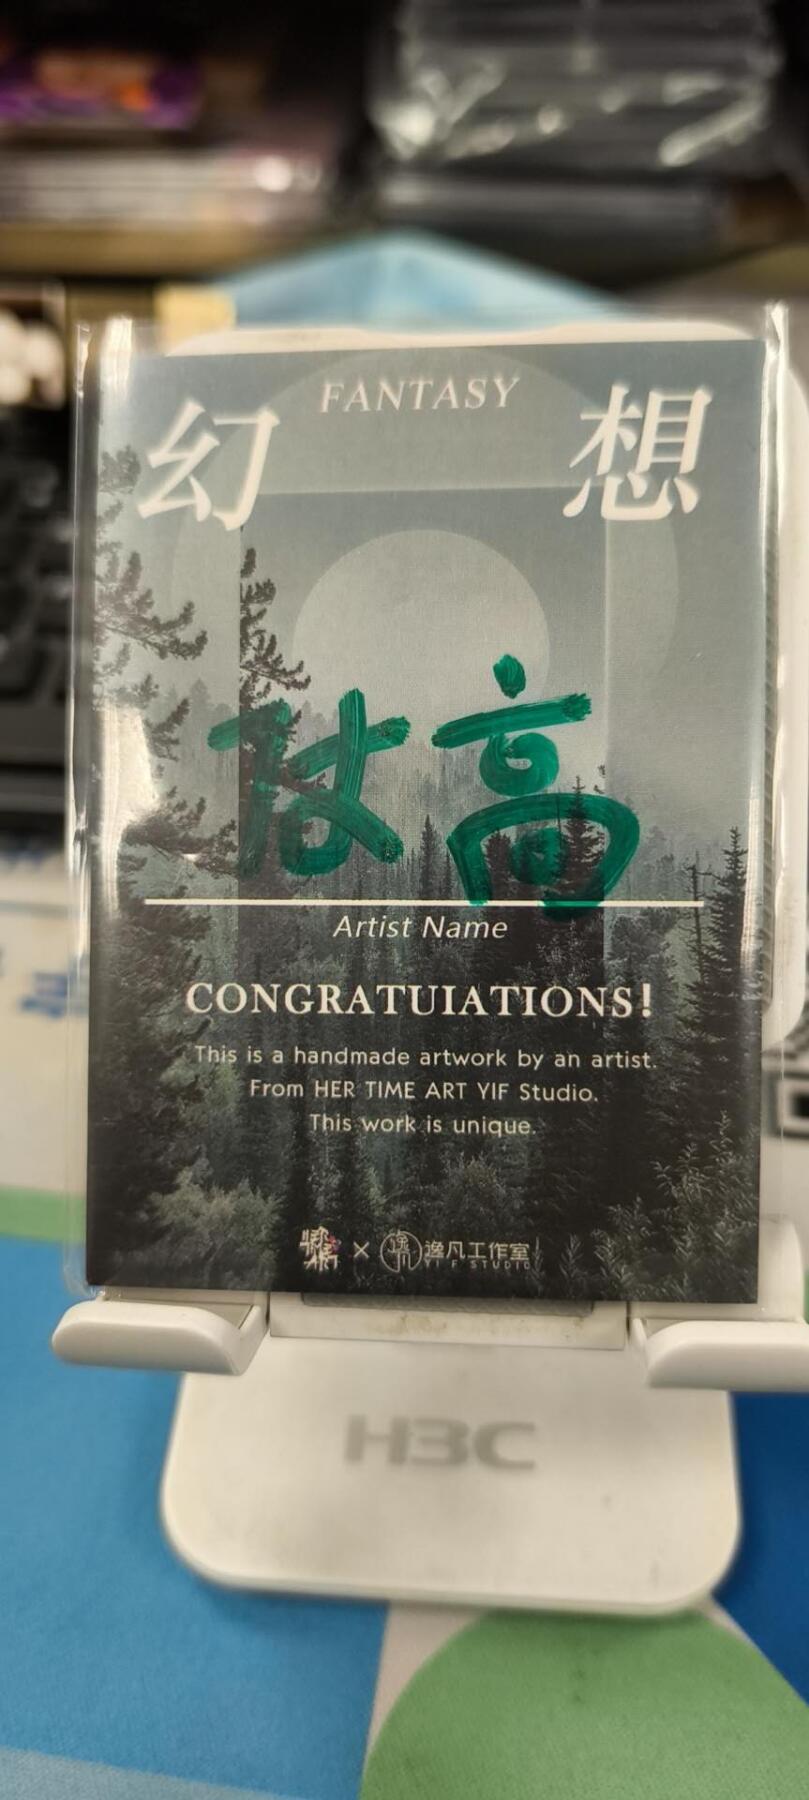 幻 FANTASY 想
高
Artist Name
CONGRATUIATIONS!
This is a handmade artwork by an artist.
From HER TIME ART YIF Studio.
This work is unique.
× 逸凡工作室
YIF STUDIO
H3C